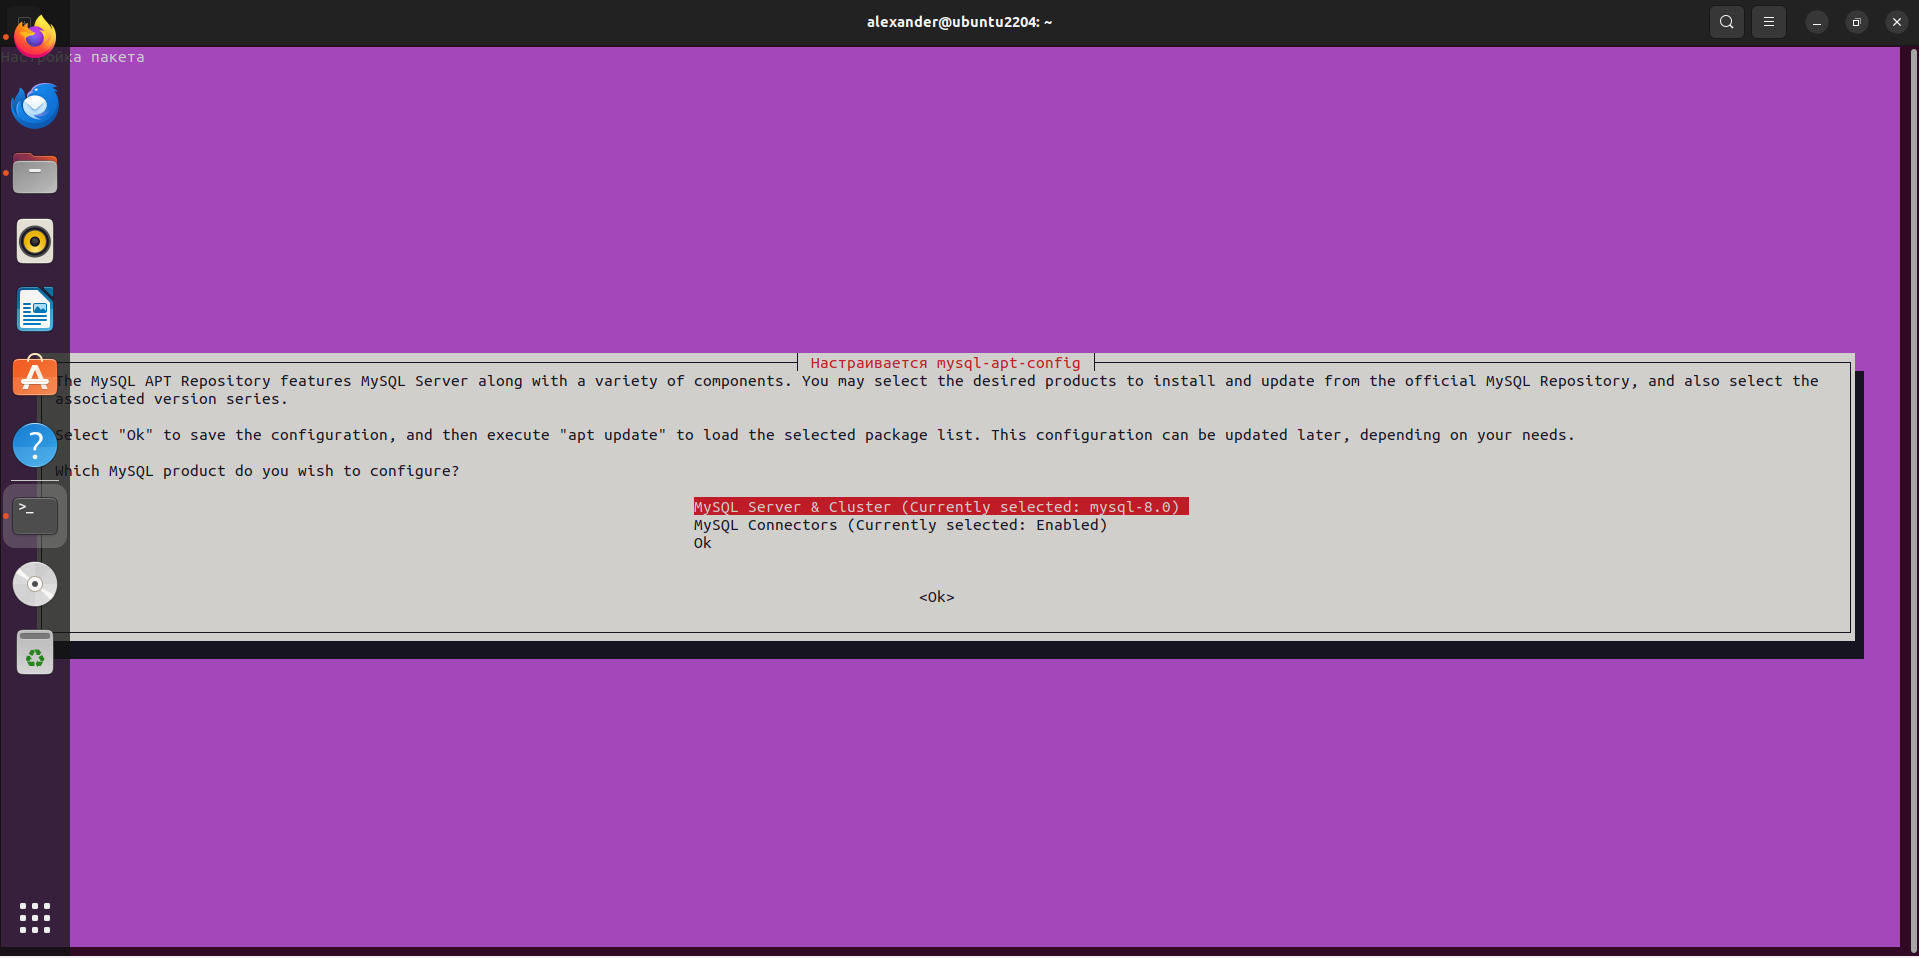 alexander@ubuntu2204: ~
Настройка пакета
Настраивается mysql-apt-config
The MySQL APT Repository features MySQL Server along with a variety of components. You may select the desired products to install and update from the official MySQL Repository, and also select the
associated version series.
Select "Ok" to save the configuration, and then execute "apt update" to load the selected package list. This configuration can be updated later, depending on your needs.
Which MySQL product do you wish to configure?
MySQL Server & Cluster (Currently selected: mysql-8.0)
MySQL Connectors (Currently selected: Enabled)
Ok
<Ok>